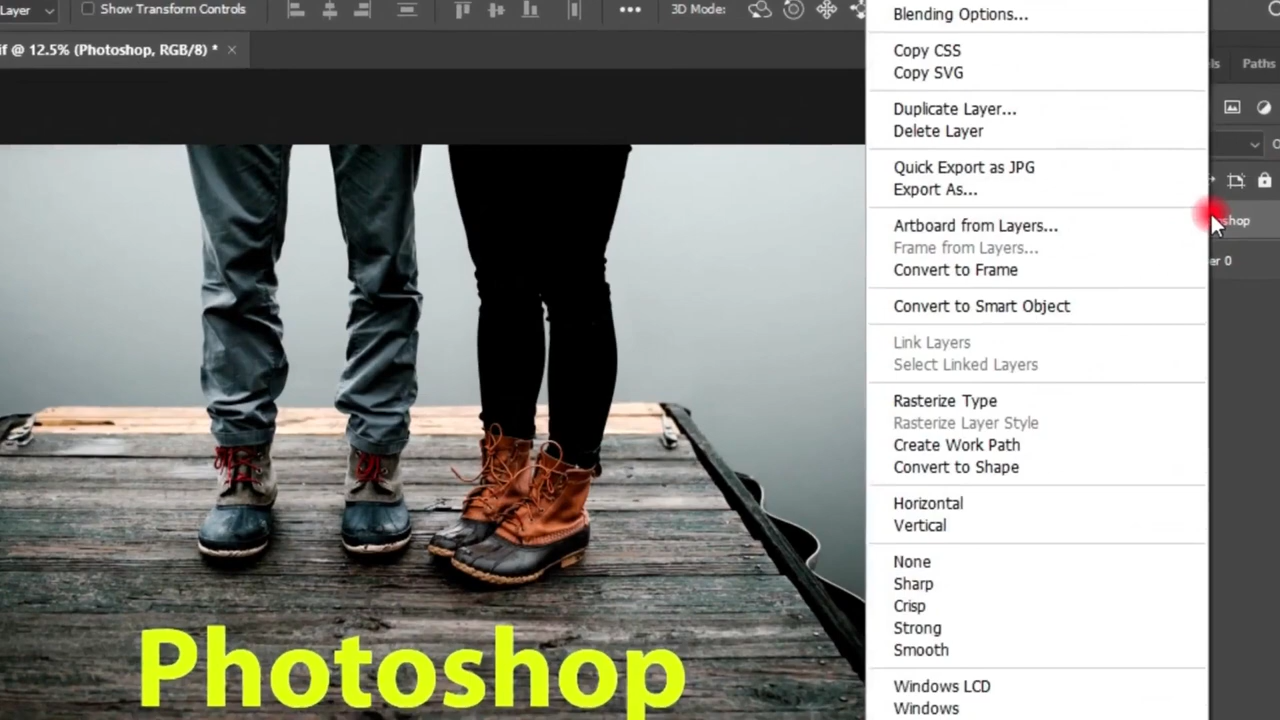 Layer
Show Transform Controls
3D Mode:
if @ 12.5% (Photoshop, RGB/8) *
Paths
Blending Options...
Copy CSS
Copy SVG
Duplicate Layer...
Delete Layer
Quick Export as JPG
Export As...
Artboard from Layers...
Frame from Layers...
Convert to Frame
Convert to Smart Object
Link Layers
Select Linked Layers
Rasterize Type
Rasterize Layer Style
Create Work Path
Convert to Shape
Horizontal
Vertical
None
Sharp
Crisp
Strong
Smooth
Windows LCD
Windows
shop
er 0
Photoshop